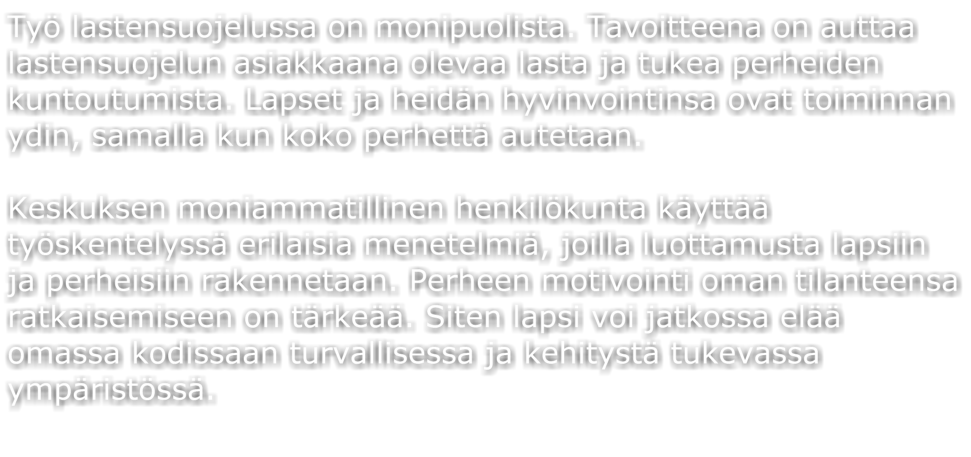 Työ lastensuojelussa on monipuolista. Tavoitteena on auttaa
lastensuojelun asiakkaana olevaa lasta ja tukea perheiden
kuntoutumista. Lapset ja heidän hyvinvointinsa ovat toiminnan
ydin, samalla kun koko perhettä autetaan.
Keskuksen moniammatillinen henkilökunta käyttää
työskentelyssä erilaisia menetelmiä, joilla luottamusta lapsiin
ja perheisiin rakennetaan. Perheen motivointi oman tilanteensa
ratkaisemiseen on tärkeää. Siten lapsi voi jatkossa elää
omassa kodissaan turvallisessa ja kehitystä tukevassa
ympäristössä.